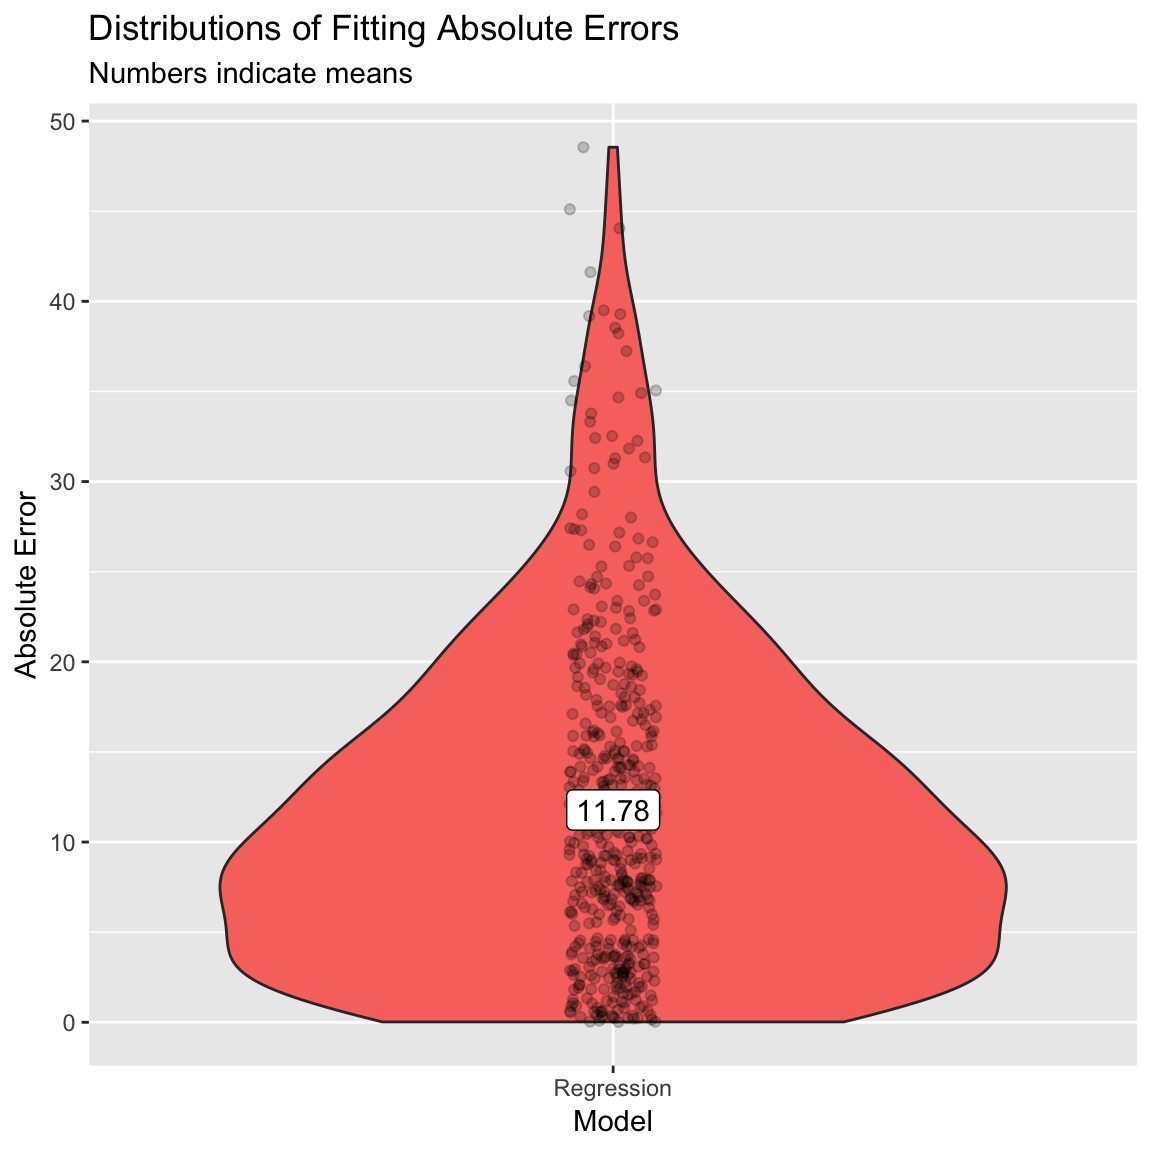 Distributions of Fitting Absolute Errors
Numbers indicate means
50
40
30
20
10
0
Absolute Error
11.78
Regression
Model